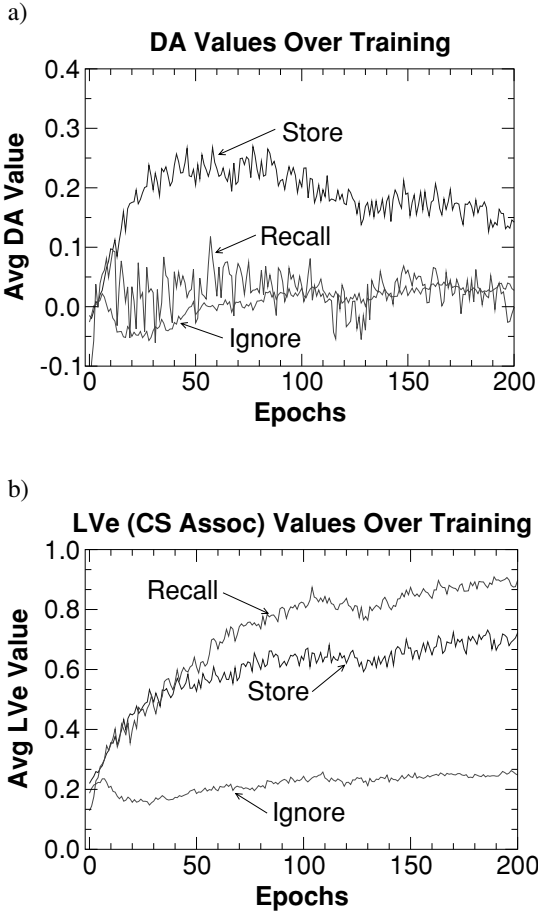 a)
DA Values Over Training
0.4
0.3
0.2
0.1
0.0
-0.1
Avg DA Value
Store
Recall
Ignore
0 50 100 150 200
Epochs
b)
LVe (CS Assoc) Values Over Training
1.0
0.8
0.6
0.4
0.2
0.0
Avg LVe Value
Recall
Store
Ignore
0 50 100 150 200
Epochs